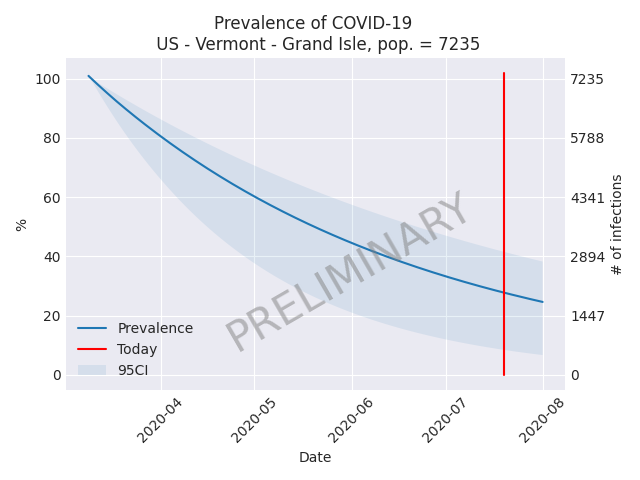 Prevalence of COVID-19
US - Vermont - Grand Isle, pop. = 7235
100
80
60
40
20
0
%
7235
5788
4341
2894
1447
0
# of infections
PRELIMINARY
Prevalence
Today
95CI
2020-04
2020-05
2020-06
2020-07
2020-08
Date